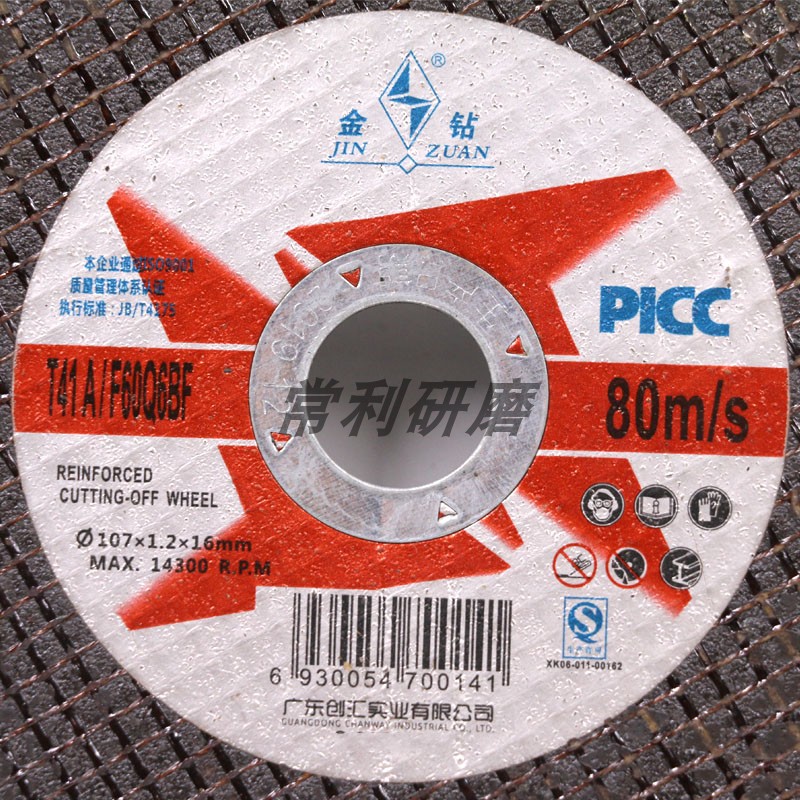 ®
金 钻
JIN ZUAN
本企业通过ISO9001
质量管理体系认证
执行标准:JB/T4175
PICC
T41 A/F60Q6BF
80m/s
常利研磨
REINFORCED
CUTTING-OFF WHEEL
Ø107×1.2×16mm
MAX. 14300 R.P.M
6 930054 700141
XK06-011-00162
广东创汇实业有限公司
GUANGDONG CHANWAY INDUSTRIAL CO., LTD.